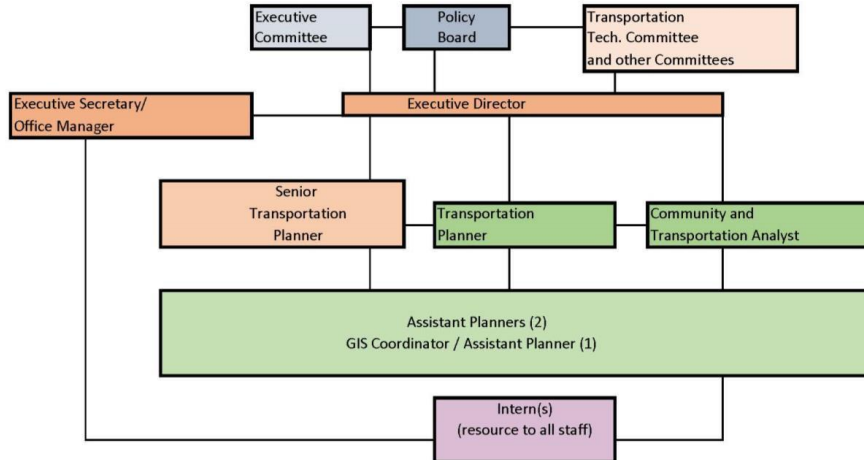 Executive
Committee
Policy
Board
Transportation
Tech. Committee
and other Committees
Executive Secretary/
Office Manager
Executive Director
Senior
Transportation
Planner
Transportation
Planner
Community and
Transportation Analyst
Assistant Planners (2)
GIS Coordinator / Assistant Planner (1)
Intern(s)
(resource to all staff)